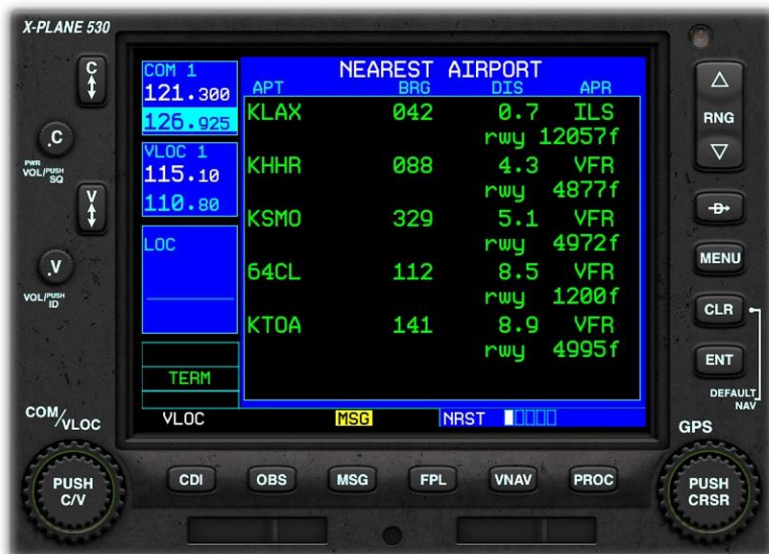 X-PLANE 530
C
.C
PWR
VOL/PUSH
SQ
V
.V
VOL/PUSH
ID
COM/VLOC
PUSH
C/V
COM 1
121.300
126.925
VLOC 1
115.10
110.80
LOC
TERM
VLOC
NEAREST AIRPORT
APT BRG DIS APR
KLAX 042 0.7 ILS
rwy 12057f
KHHR 088 4.3 VFR
rwy 4877f
KSMO 329 5.1 VFR
rwy 4972f
64CL 112 8.5 VFR
rwy 1200f
KTOA 141 8.9 VFR
rwy 4995f
MSG
NRST
CDI OBS MSG FPL VNAV PROC
RNG
D
MENU
CLR
ENT
DEFAULT
NAV
GPS
PUSH
CRSR